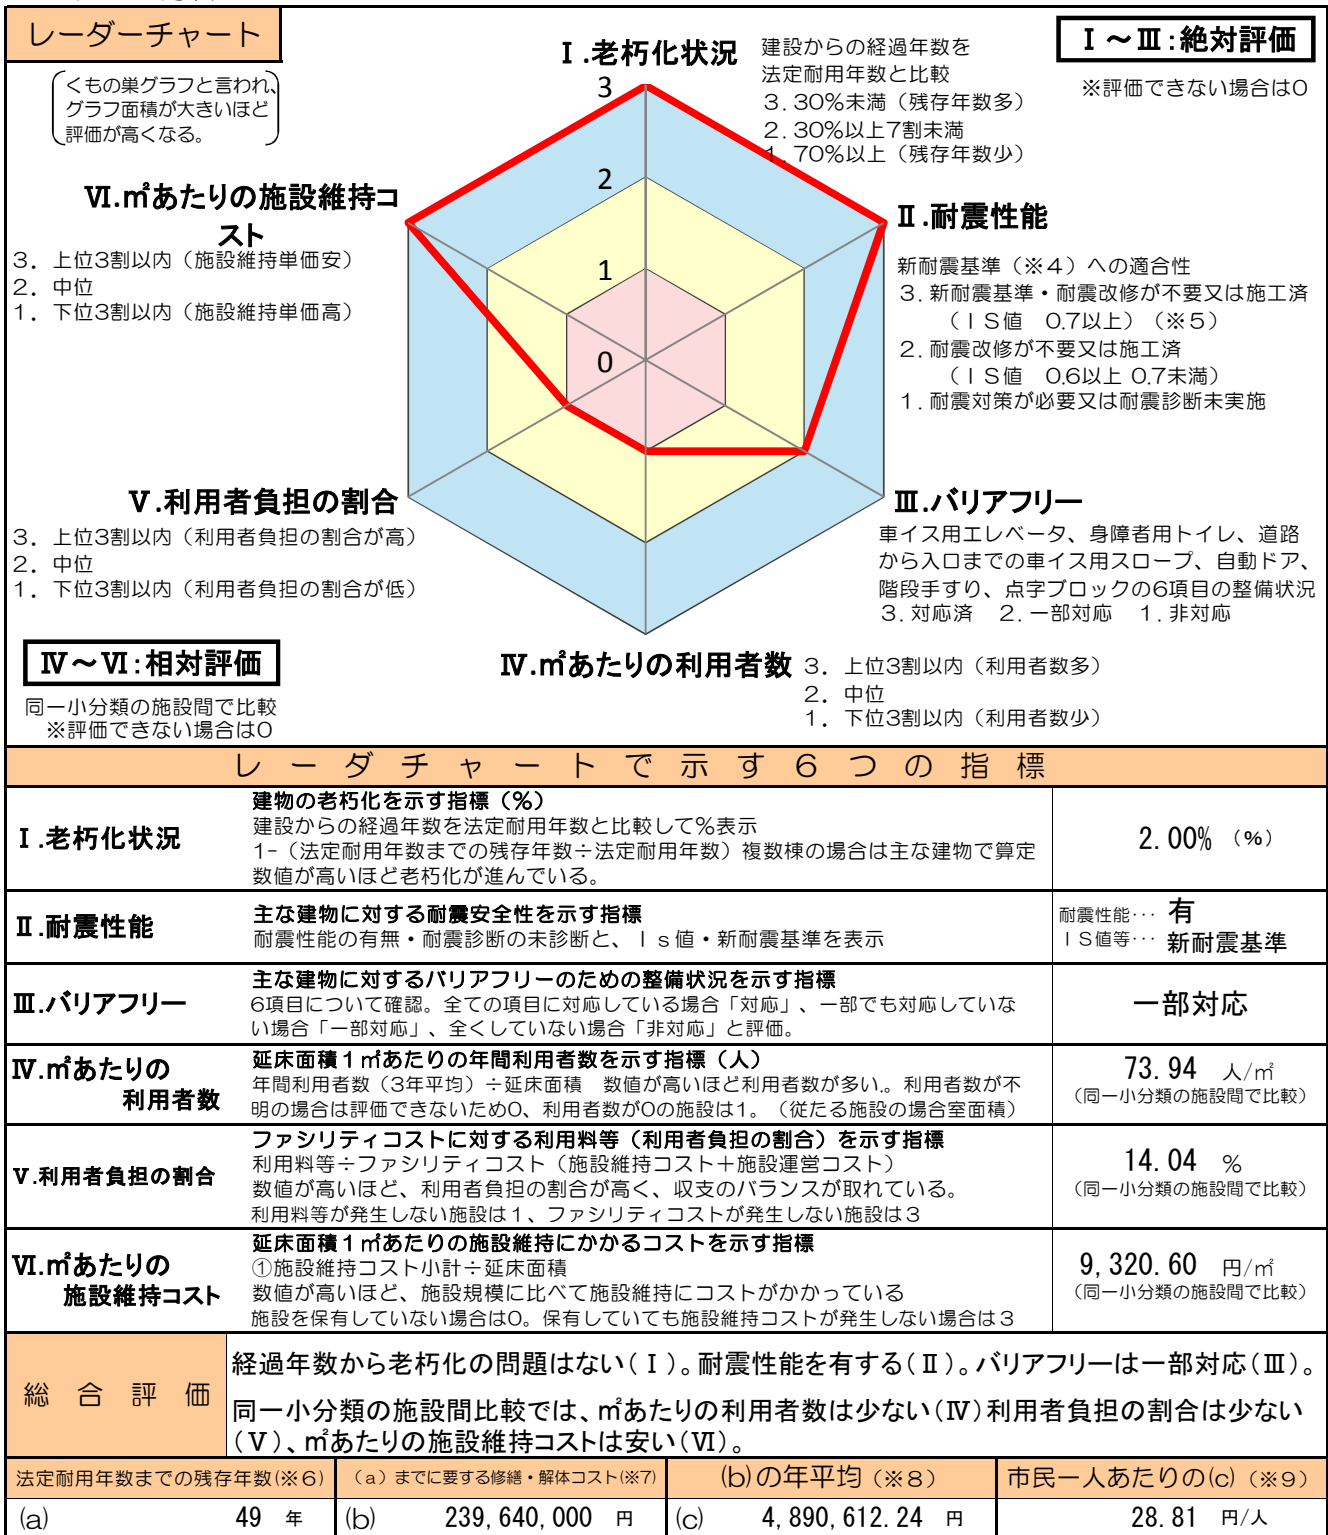 レーダーチャート
くもの巣グラフと言われ、
グラフ面積が大きいほど
評価が高くなる。
Ⅰ.老朽化状況
建設からの経過年数を
法定耐用年数と比較
3.30%未満（残存年数多）
2.30%以上7割未満
1.70%以上（残存年数少）
Ⅰ～Ⅲ:絶対評価
※評価できない場合は0
3
2
1
0
Ⅱ.耐震性能
新耐震基準（※4）への適合性
3.新耐震基準・耐震改修が不要又は施工済
（ＩＳ値　0.7以上）（※5）
2.耐震改修が不要又は施工済
（ＩＳ値　0.6以上 0.7未満）
1.耐震対策が必要又は耐震診断未実施
Ⅲ.バリアフリー
車イス用エレベータ、身障者用トイレ、道路
から入口までの車イス用スロープ、自動ドア、
階段手すり、点字ブロックの6項目の整備状況
3.対応済　2.一部対応　1.非対応
Ⅳ.㎡あたりの利用者数
3. 上位3割以内（利用者数多）
2. 中位
1. 下位3割以内（利用者数少）
Ⅴ.利用者負担の割合
3. 上位3割以内（利用者負担の割合が高）
2. 中位
1. 下位3割以内（利用者負担の割合が低）
Ⅵ.㎡あたりの施設維持コ
スト
3. 上位3割以内（施設維持単価安）
2. 中位
1. 下位3割以内（施設維持単価高）
Ⅳ～Ⅵ:相対評価
同一小分類の施設間で比較
※評価できない場合は0
レーダチャートで示す6つの指標
Ⅰ.老朽化状況
建物の老朽化を示す指標（%）
建設からの経過年数を法定耐用年数と比較して%表示
1-（法定耐用年数までの残存年数÷法定耐用年数）複数棟の場合は主な建物で算定
数値が高いほど老朽化が進んでいる。
2.00%（%）
Ⅱ.耐震性能
主な建物に対する耐震安全性を示す指標
耐震性能の有無・耐震診断の未診断と、Ｉｓ値・新耐震基準を表示
耐震性能… 有
ＩＳ値等… 新耐震基準
Ⅲ.バリアフリー
主な建物に対するバリアフリーのための整備状況を示す指標
6項目について確認。全ての項目に対応している場合「対応」、一部でも対応していな
い場合「一部対応」、全くしていない場合「非対応」と評価。
一部対応
Ⅳ.㎡あたりの
利用者数
延床面積1㎡あたりの年間利用者数を示す指標（人）
年間利用者数（3年平均）÷延床面積　数値が高いほど利用者数が多い。利用者数が不
明の場合は評価できないため0、利用者数が0の施設は1。（従たる施設の場合室面積）
73.94 人/㎡
（同一小分類の施設間で比較）
Ⅴ.利用者負担の割合
ファシリティコストに対する利用料等（利用者負担の割合）を示す指標
利用料等÷ファシリティコスト（施設維持コスト＋施設運営コスト）
数値が高いほど、利用者負担の割合が高く、収支のバランスが取れている。
利用料等が発生しない施設は1、ファシリティコストが発生しない施設は3
14.04 %
（同一小分類の施設間で比較）
Ⅵ.㎡あたりの
施設維持コスト
延床面積1㎡あたりの施設維持にかかるコストを示す指標
①施設維持コスト小計÷延床面積
数値が高いほど、施設規模に比べて施設維持にコストがかかっている
施設を保有していない場合は0。保有していても施設維持コストが発生しない場合は3
9,320.60 円/㎡
（同一小分類の施設間で比較）
総合評価
経過年数から老朽化の問題はない(Ⅰ)。耐震性能を有する(Ⅱ)。バリアフリーは一部対応(Ⅲ)。
同一小分類の施設間比較では、㎡あたりの利用者数は少ない(Ⅳ)利用者負担の割合は少ない
(Ⅴ)、㎡あたりの施設維持コストは安い(Ⅵ)。
法定耐用年数までの残存年数(※6)
（a）までに要する修繕・解体コスト(※7)
(b)の年平均（※8）
市民一人あたりの(c)（※9）
(a) 49 年
(b) 239,640,000 円
(c) 4,890,612.24 円
28.81 円/人